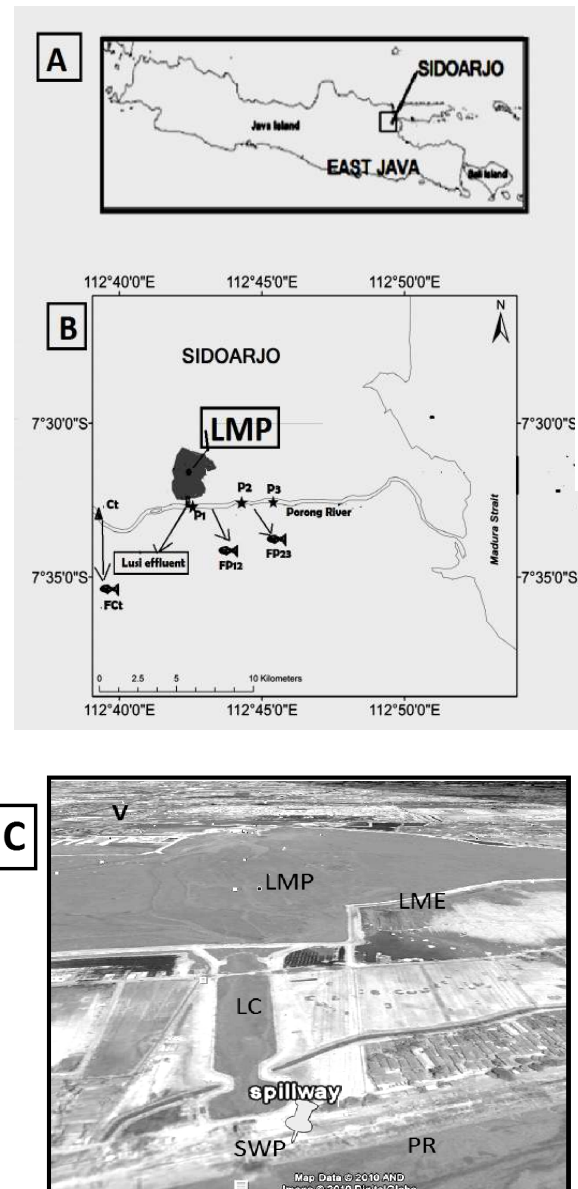 A
SIDOARJO
Java Island
EAST JAVA
Bali Island
112°40'0"E 112°45'0"E 112°50'0"E
B
N
SIDOARJO
7°30'0"S LMP 7°30'0"S
P2 P3
Ct P1 Porong River
Madura Strait
Lusi effluent FP12 FP23
7°35'0"S 7°35'0"S
FCt
0 2.5 5 10 Kilometers
112°40'0"E 112°45'0"E 112°50'0"E
C
V
LMP
LME
LC
spillway
SWP PR
Map Data © 2010 AND
Image © 2010 DigitalGlobe